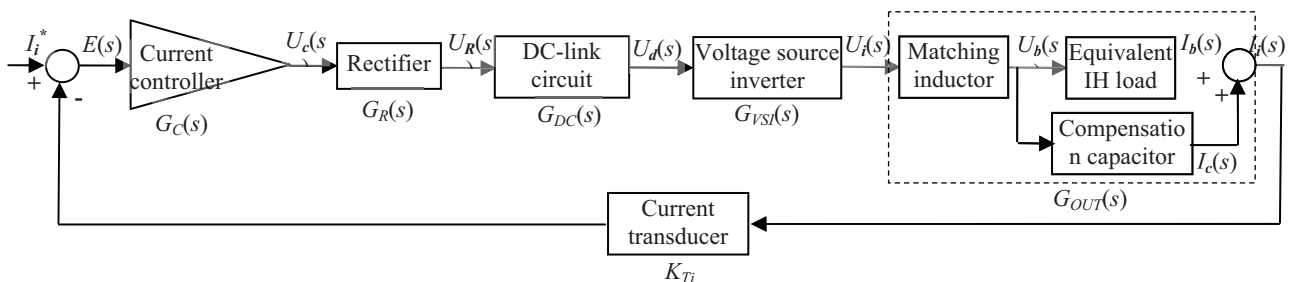 I_i^*
+
-
E(s)
Current
controller
G_C(s)
U_c(s
Rectifier
G_R(s)
U_R(s
DC-link
circuit
G_DC(s)
U_d(s)
Voltage source
inverter
G_VSI(s)
U_i(s)
Matching
inductor
U_b(s
Equivalent
IH load
I_b(s)
+
+
I_i(s)
Compensatio
n capacitor
I_c(s)
G_OUT(s)
Current
transducer
K_Ti